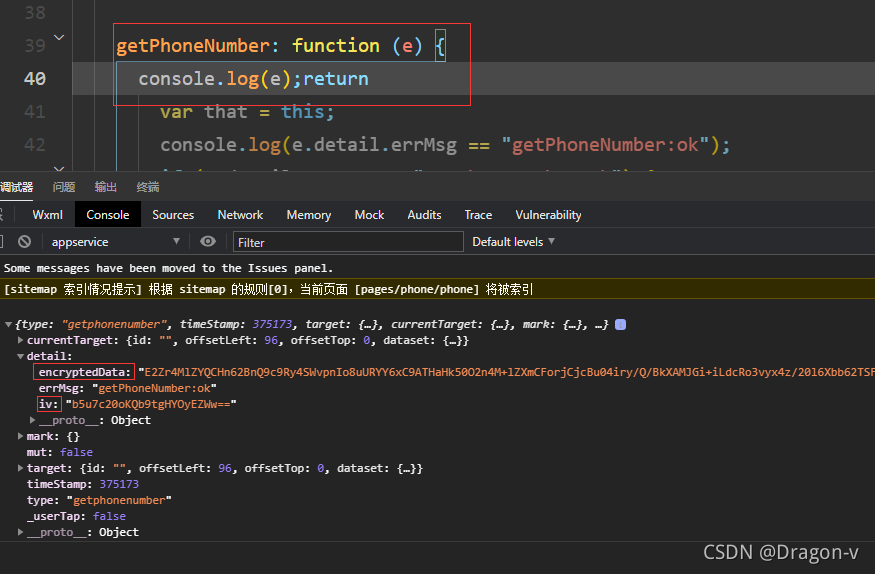 38
39 getPhoneNumber: function (e) {
40 console.log(e);return
41 var that = this;
42 console.log(e.detail.errMsg == "getPhoneNumber:ok");
调试器 问题 输出 终端
Wxml Console Sources Network Memory Mock Audits Trace Vulnerability
appservice Filter Default levels
Some messages have been moved to the Issues panel.
[sitemap 索引情况提示] 根据 sitemap 的规则[0]，当前页面 [pages/phone/phone] 将被索引
{type: "getphonenumber", timeStamp: 375173, target: {…}, currentTarget: {…}, mark: {…}, …} i
currentTarget: {id: "", offsetLeft: 96, offsetTop: 0, dataset: {…}}
detail:
encryptedData: "E2Zr4MlZYQCHn62BnQ9c9Ry4SWvpnIo8uURYY6xC9ATHaHk50O2n4M+lZXmCForjCjcBu04iry/Q/BkXAMJGi+iLdcRo3vyx4z/2016Xbb62TSF
errMsg: "getPhoneNumber:ok"
iv: "b5u7c20oKQb9tgHYOyEZWw=="
__proto__: Object
mark: {}
mut: false
target: {id: "", offsetLeft: 96, offsetTop: 0, dataset: {…}}
timeStamp: 375173
type: "getphonenumber"
_userTap: false
__proto__: Object
CSDN @Dragon-v